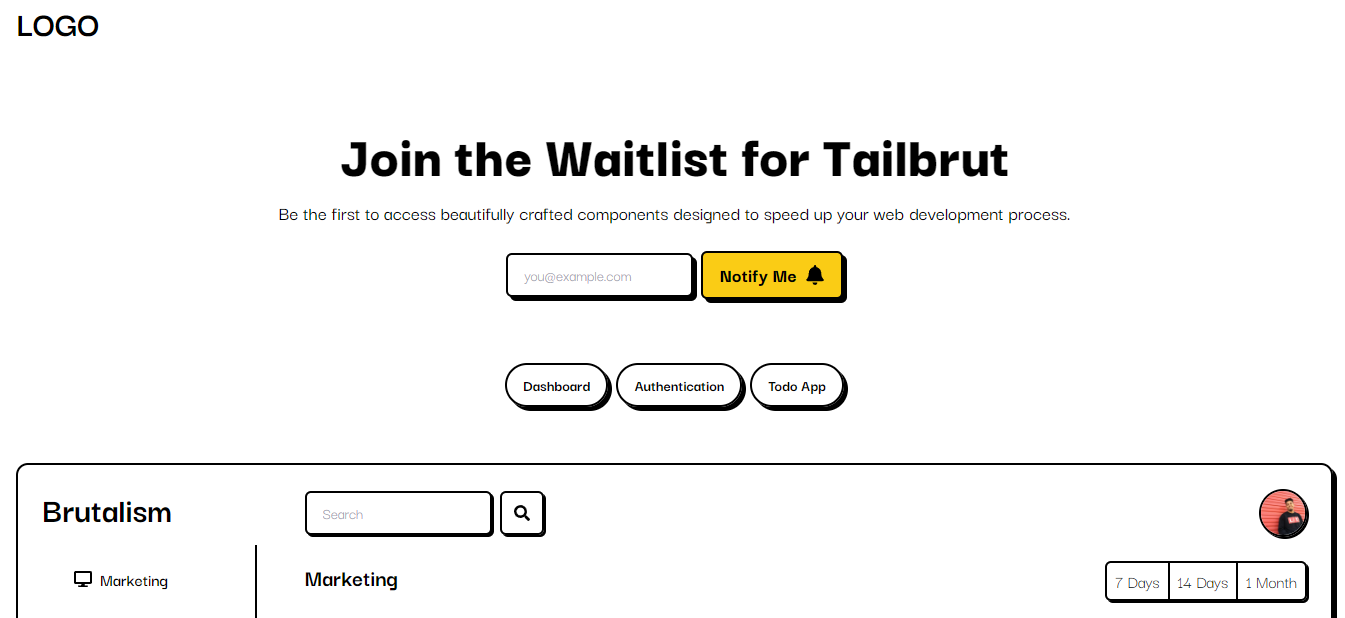 LOGO
Join the Waitlist for Tailbrut
Be the first to access beautifully crafted components designed to speed up your web development process.
you@example.com
Notify Me
Dashboard
Authentication
Todo App
Brutalism
Search
Marketing
Marketing
7 Days
14 Days
1 Month